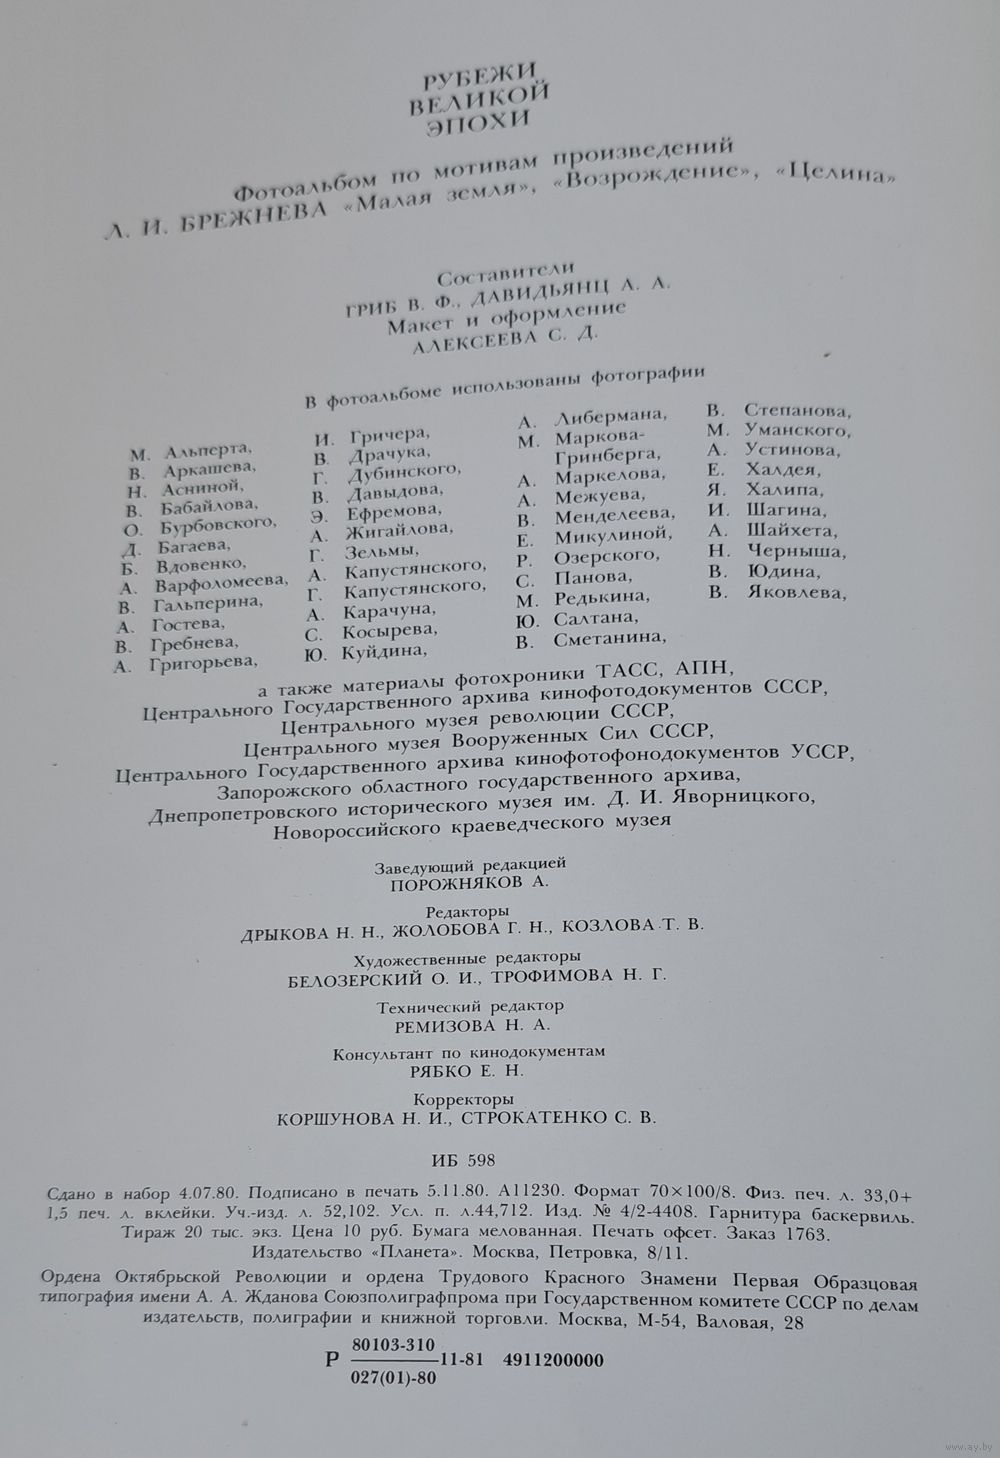 РУБЕЖИ
ВЕЛИКОЙ
ЭПОХИ
Фотоальбом по мотивам произведений
Л. И. БРЕЖНЕВА «Малая земля», «Возрождение», «Целина»
Составители
ГРИБ В. Ф., ДАВИДЬЯНЦ А. А.
Макет и оформление
АЛЕКСЕЕВА С. Д.
В фотоальбоме использованы фотографии
М. Альперта,
В. Аркашева,
Н. Асниной,
В. Бабайлова,
О. Бурбовского,
Д. Багаева,
Б. Вдовенко,
А. Варфоломеева,
В. Гальперина,
А. Гостева,
В. Гребнева,
А. Григорьева,
И. Гричера,
В. Драчука,
Г. Дубинского,
В. Давыдова,
Э. Ефремова,
А. Жигайлова,
Г. Зельмы,
А. Капустянского,
Г. Капустянского,
А. Карачуна,
С. Косырева,
Ю. Куйдина,
А. Либермана,
М. Маркова-
Гринберга,
А. Маркелова,
А. Межуева,
В. Менделеева,
Е. Микулиной,
Р. Озерского,
С. Панова,
М. Редькина,
Ю. Салтана,
В. Сметанина,
В. Степанова,
М. Уманского,
А. Устинова,
Е. Халдея,
Я. Халипа,
И. Шагина,
А. Шайхета,
Н. Черныша,
В. Юдина,
В. Яковлева,
а также материалы фотохроники ТАСС, АПН,
Центрального Государственного архива кинофотодокументов СССР,
Центрального музея революции СССР,
Центрального музея Вооруженных Сил СССР,
Центрального Государственного архива кинофотофонодокументов УССР,
Запорожского областного государственного архива,
Днепропетровского исторического музея им. Д. И. Яворницкого,
Новороссийского краеведческого музея
Заведующий редакцией
ПОРОЖНЯКОВ А.
Редакторы
ДРЫКОВА Н. Н., ЖОЛОБОВА Г. Н., КОЗЛОВА Т. В.
Художественные редакторы
БЕЛОЗЕРСКИЙ О. И., ТРОФИМОВА Н. Г.
Технический редактор
РЕМИЗОВА Н. А.
Консультант по кинодокументам
РЯБКО Е. Н.
Корректоры
КОРШУНОВА Н. И., СТРОКАТЕНКО С. В.
ИБ 598
Сдано в набор 4.07.80. Подписано в печать 5.11.80. А11230. Формат 70×100/8. Физ. печ. л. 33,0+
1,5 печ. л. вклейки. Уч.-изд. л. 52,102. Усл. п. л.44,712. Изд. № 4/2-4408. Гарнитура баскервиль.
Тираж 20 тыс. экз. Цена 10 руб. Бумага мелованная. Печать офсет. Заказ 1763.
Издательство «Планета». Москва, Петровка, 8/11.
Ордена Октябрьской Революции и ордена Трудового Красного Знамени Первая Образцовая
типография имени А. А. Жданова Союзполиграфпрома при Государственном комитете СССР по делам
издательств, полиграфии и книжной торговли. Москва, М-54, Валовая, 28
80103-310
Р 11-81 4911200000
027(01)-80
www.ay.by